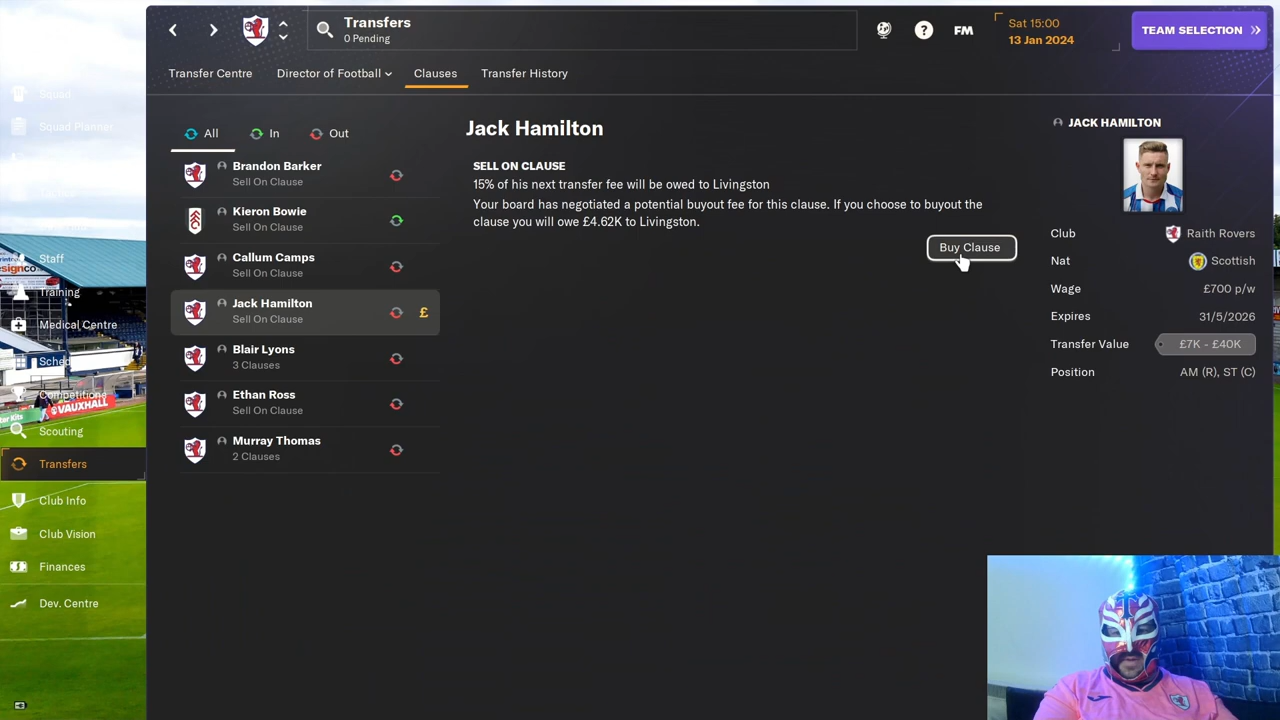 Transfers
0 Pending
FM
Sat 15:00
13 Jan 2024
TEAM SELECTION
Transfer Centre
Director of Football
Clauses
Transfer History
Squad
Squad Planner
Staff
Training
Medical Centre
Sched
Competitions
VAUXHALL
Scouting
Transfers
Club Info
Club Vision
Finances
Dev. Centre
All
In
Out
Brandon Barker
Sell On Clause
Kieron Bowie
Sell On Clause
Callum Camps
Sell On Clause
Jack Hamilton
Sell On Clause
£
Blair Lyons
3 Clauses
Ethan Ross
Sell On Clause
Murray Thomas
2 Clauses
Jack Hamilton
SELL ON CLAUSE
15% of his next transfer fee will be owed to Livingston
Your board has negotiated a potential buyout fee for this clause. If you choose to buyout the
clause you will owe £4.62K to Livingston.
Buy Clause
JACK HAMILTON
Club Raith Rovers
Nat Scottish
Wage £700 p/w
Expires 31/5/2026
Transfer Value £7K - £40K
Position AM (R), ST (C)